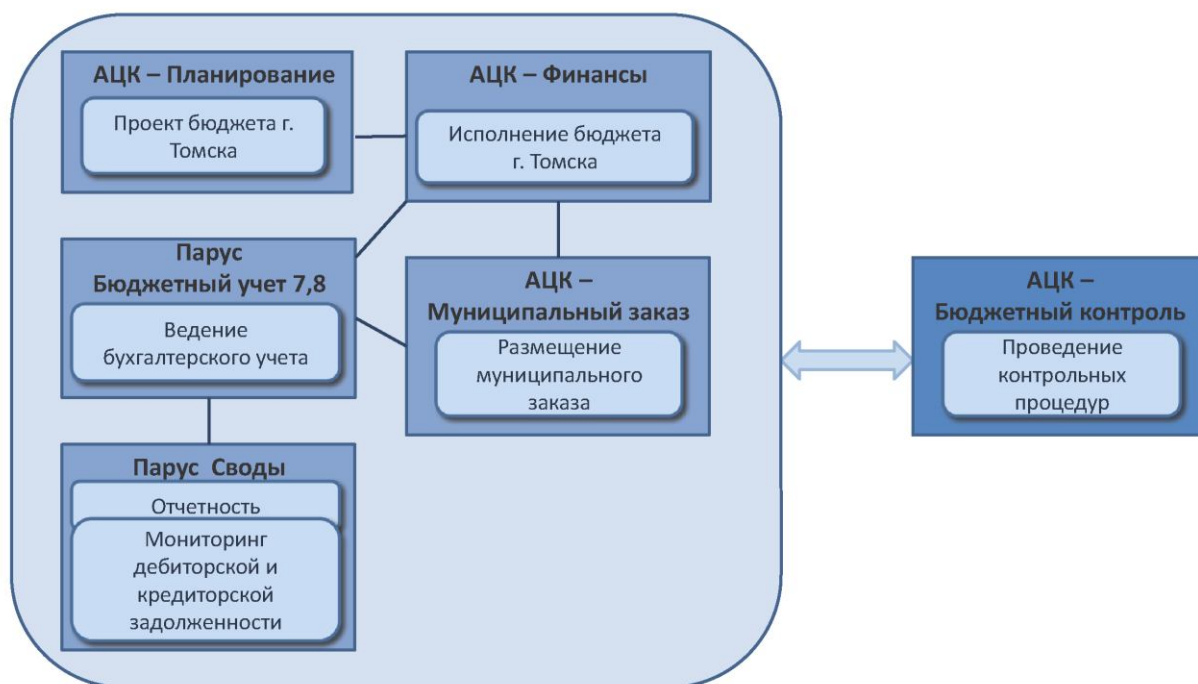 АЦК – Планирование
Проект бюджета г.
Томска
АЦК – Финансы
Исполнение бюджета
г. Томска
Парус
Бюджетный учет 7,8
Ведение
бухгалтерского учета
АЦК –
Муниципальный заказ
Размещение
муниципального
заказа
АЦК –
Бюджетный контроль
Проведение
контрольных
процедур
Парус Своды
Отчетность
Мониторинг
дебиторской и
кредиторской
задолженности